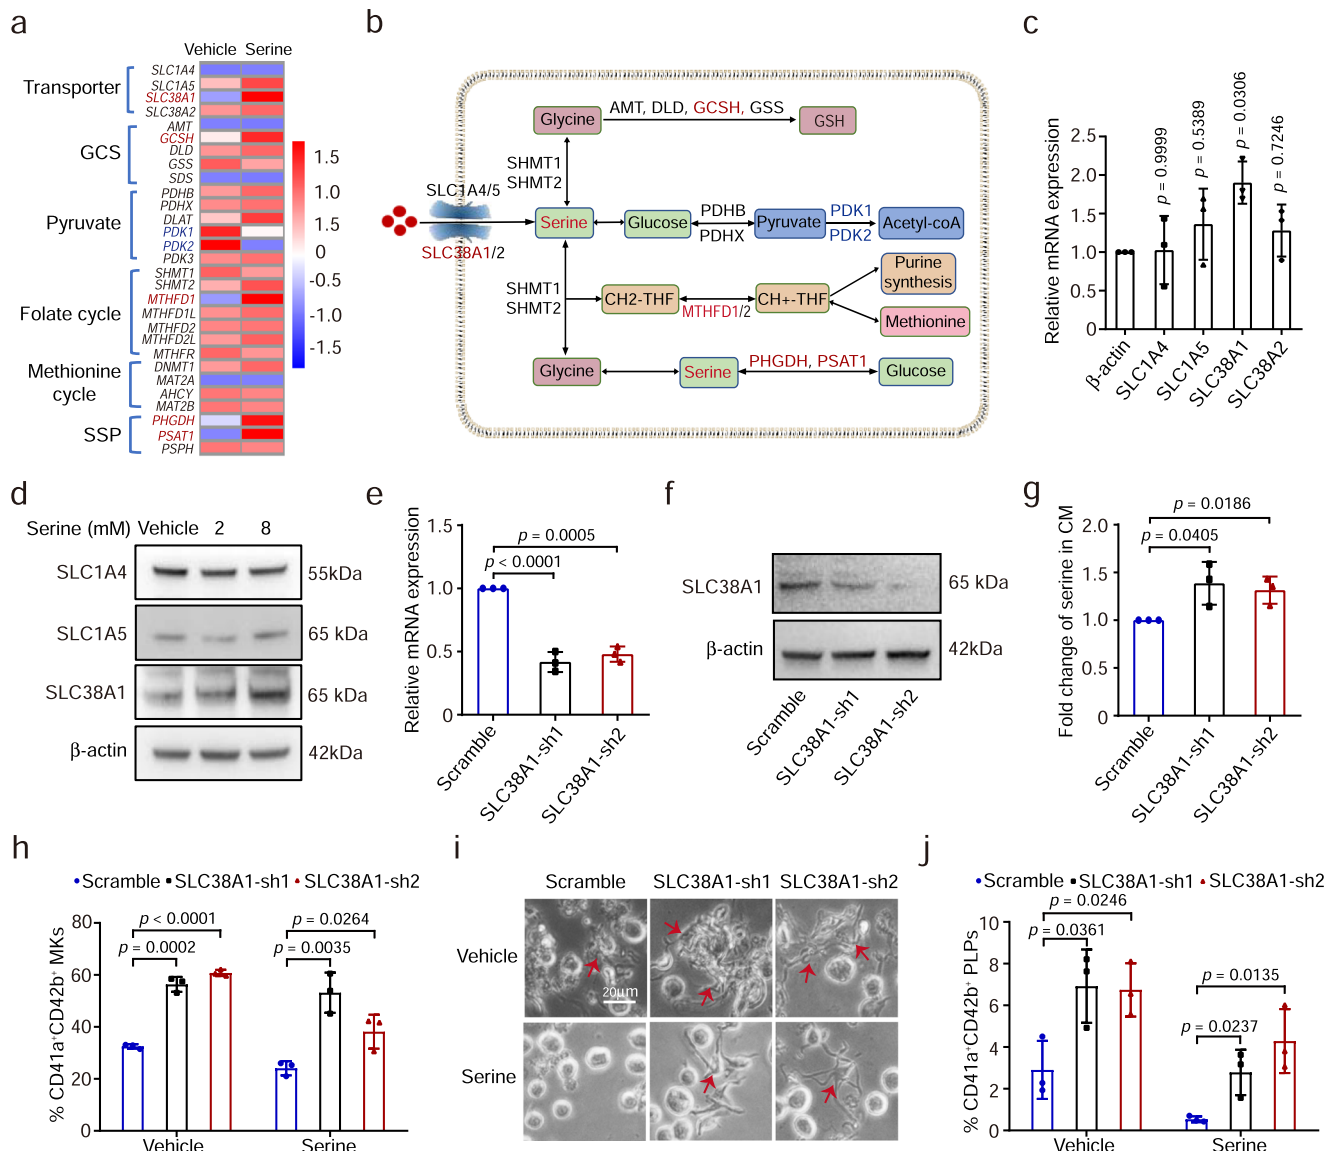 a
Vehicle Serine
Transporter
SLC1A4
SLC1A5
SLC38A1
SLC38A2
GCS
AMT
GCSH
DLD
GSS
SDS
Pyruvate
PDHB
PDHX
DLAT
PDK1
PDK2
PDK3
Folate cycle
SHMT1
SHMT2
MTHFD1
MTHFD1L
MTHFD2
MTHFD2L
MTHFR
Methionine
cycle
DNMT1
MAT2A
AHCY
MAT2B
SSP
PHGDH
PSAT1
PSPH
1.5
1.0
1.5
0
-0.5
-1.0
-1.5
b
Glycine
AMT, DLD, GCSH, GSS
GSH
SHMT1
SHMT2
SLC1A4/5
SLC38A1/2
Serine
Glucose
PDHB
PDHX
Pyruvate
PDK1
PDK2
Acetyl-coA
SHMT1
SHMT2
CH2-THF
MTHFD1/2
CH+-THF
Purine
synthesis
Methionine
Glycine
Serine
PHGDH, PSAT1
Glucose
c
Relative mRNA expression
2.5
2.0
1.5
1.0
0.5
0
p = 0.9999
p = 0.5389
p = 0.0306
p = 0.7246
β-actin
SLC1A4
SLC1A5
SLC38A1
SLC38A2
d
Serine (mM) Vehicle 2 8
SLC1A4 55kDa
SLC1A5 65 kDa
SLC38A1 65 kDa
β-actin 42kDa
e
Relative mRNA expression
1.5
1.0
0.5
0
p = 0.0005
p < 0.0001
Scramble
SLC38A1-sh1
SLC38A1-sh2
f
SLC38A1 65 kDa
β-actin 42kDa
Scramble
SLC38A1-sh1
SLC38A1-sh2
g
Fold change of serine in CM
2.0
1.5
1.0
0.5
0
p = 0.0186
p = 0.0405
Scramble
SLC38A1-sh1
SLC38A1-sh2
h
Scramble SLC38A1-sh1 SLC38A1-sh2
% CD41a+CD42b+ MKs
80
60
40
20
0
p < 0.0001
p = 0.0002
p = 0.0264
p = 0.0035
Vehicle Serine
i
Scramble SLC38A1-sh1 SLC38A1-sh2
Vehicle
20μm
Serine
j
Scramble SLC38A1-sh1 SLC38A1-sh2
% CD41a+CD42b+ PLPs
10
8
6
4
2
0
p = 0.0246
p = 0.0361
p = 0.0135
p = 0.0237
Vehicle Serine